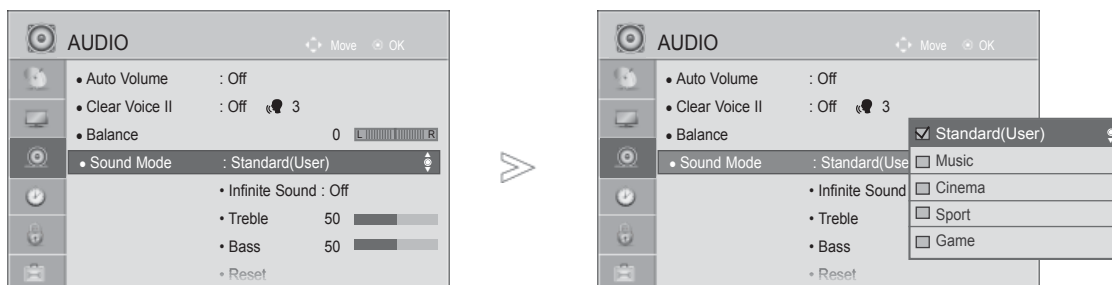 AUDIO
Move OK
• Auto Volume : Off
• Clear Voice II : Off 3
• Balance 0 L R
• Sound Mode : Standard(User)
• Infinite Sound : Off
• Treble 50
• Bass 50
• Reset
AUDIO
Move OK
• Auto Volume : Off
• Clear Voice II : Off 3
• Balance
• Sound Mode : Standard(Use
• Infinite Sound
• Treble
• Bass
• Reset
Standard(User)
Music
Cinema
Sport
Game